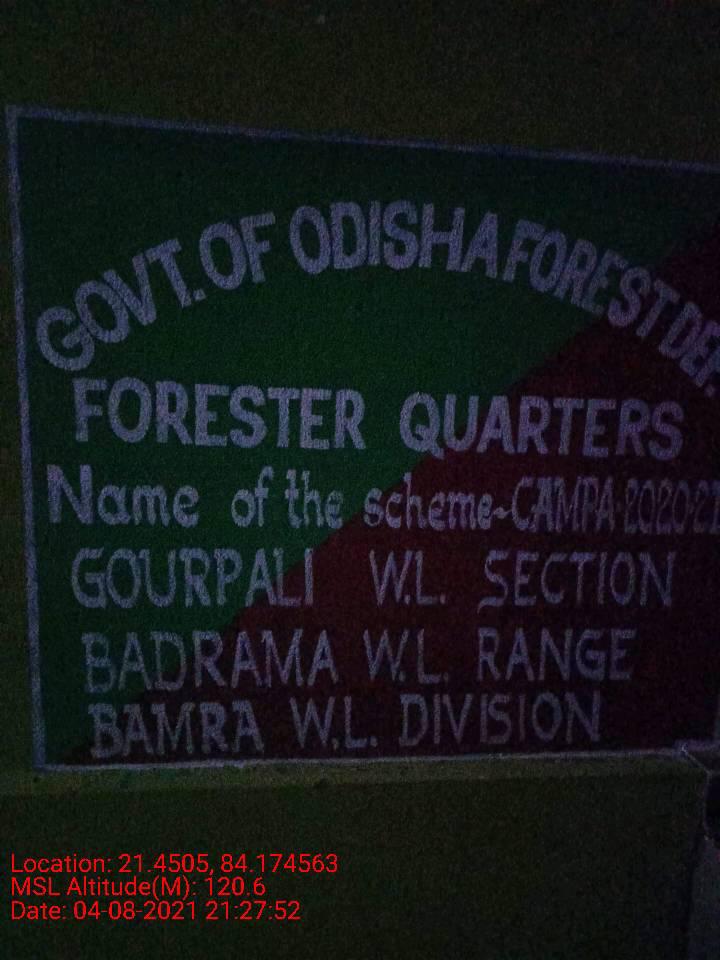 GOVT. OF ODISHA FOREST DEP.
FORESTER QUARTERS
Name of the scheme-CAMPA-2020-21
GOURPALI W.L. SECTION
BADRAMA W.L. RANGE
BAMRA W.L. DIVISION
Location: 21.4505, 84.174563
MSL Altitude(M): 120.6
Date: 04-08-2021 21:27:52